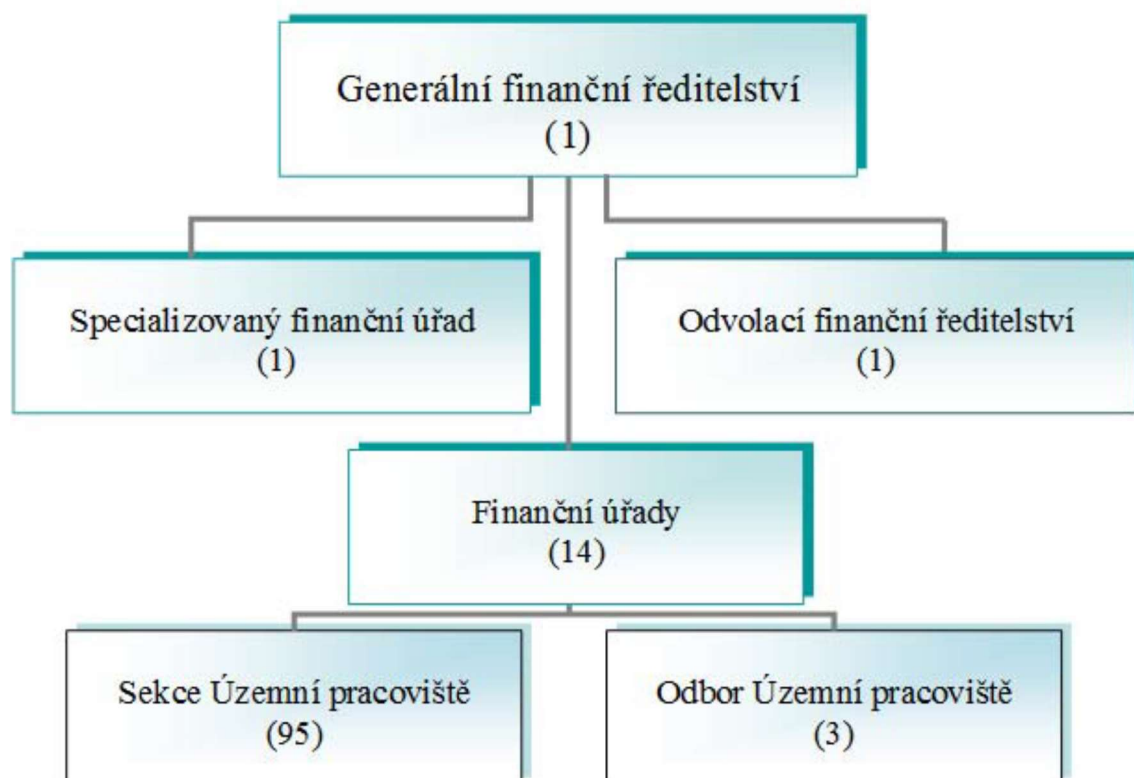 Generální finanční ředitelství
(1)
Specializovaný finanční úřad
(1)
Odvolací finanční ředitelství
(1)
Finanční úřady
(14)
Sekce Územní pracoviště
(95)
Odbor Územní pracoviště
(3)